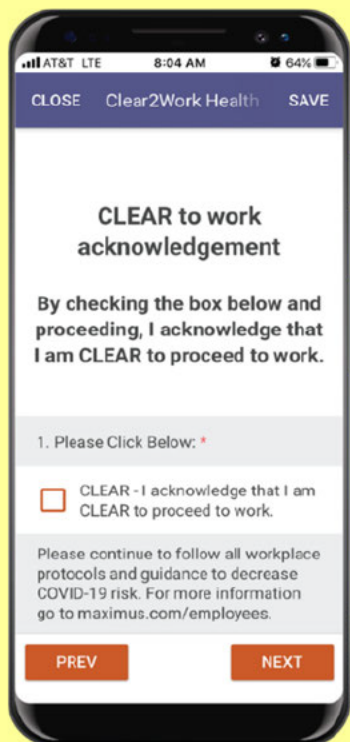 AT&T LTE 8:04 AM 64%
CLOSE Clear2Work Health SAVE
CLEAR to work
acknowledgement
By checking the box below and
proceeding, I acknowledge that
I am CLEAR to proceed to work.
1. Please Click Below: *
CLEAR - I acknowledge that I am
CLEAR to proceed to work.
Please continue to follow all workplace
protocols and guidance to decrease
COVID-19 risk. For more information
go to maximus.com/employees.
PREV NEXT